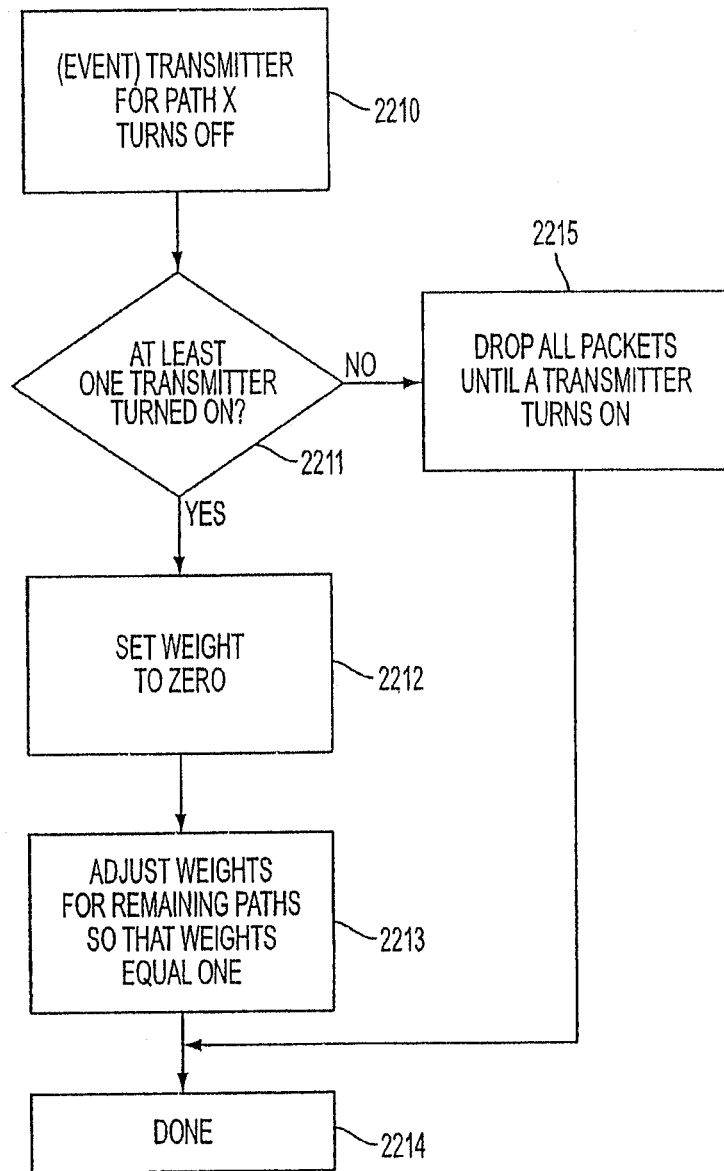 (EVENT) TRANSMITTER
FOR PATH X
TURNS OFF
2210
AT LEAST
ONE TRANSMITTER
TURNED ON?
2211
NO
YES
2215
DROP ALL PACKETS
UNTIL A TRANSMITTER
TURNS ON
SET WEIGHT
TO ZERO
2212
ADJUST WEIGHTS
FOR REMAINING PATHS
SO THAT WEIGHTS
EQUAL ONE
2213
DONE
2214